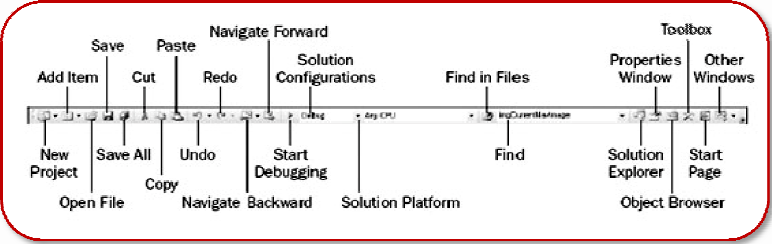 Navigate Forward
Toolbox
Save
Paste
Solution
Configurations
Properties
Window
Other
Windows
Add Item
Cut
Redo
Find in Files
Debug
Any CPU
New
Project
Save All
Undo
Start
Debugging
Find
Solution
Explorer
Start
Page
Copy
Open File
Navigate Backward
Solution Platform
Object Browser